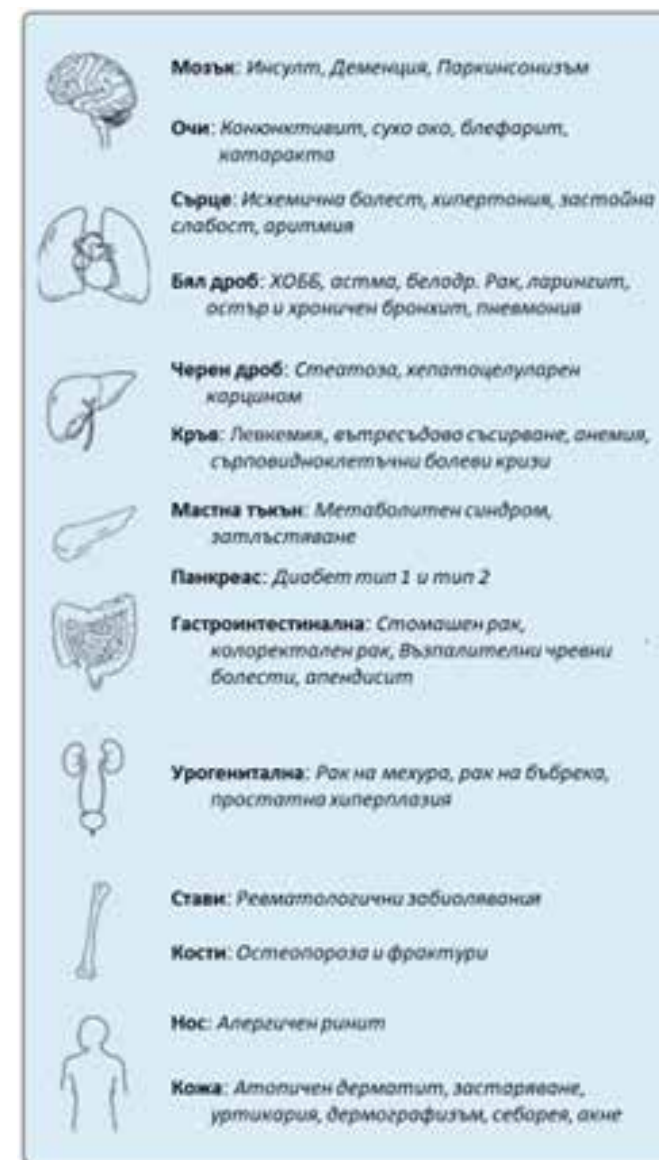 Мозък: Инсулт, Деменция, Паркинсонизъм
Очи: Конюнктивит, сухо око, блефарит,
катаракта
Сърце: Исхемична болест, хипертония, застойна
слабост, аритмия
Бял дроб: ХОББ, астма, белодр. Рак, ларингит,
остър и хроничен бронхит, пневмония
Черен дроб: Стеатоза, хепатоцелуларен
карцином
Кръв: Левкемия, вътресъдово съсирване, анемия,
сърповидноклетъчни болеви кризи
Мастна тъкън: Метаболитен синдром,
затлъстяване
Панкреас: Диабет тип 1 и тип 2
Гастроинтестинална: Стомашен рак,
колоректален рак, Възпалителни чревни
болести, апендисит
Урогенитална: Рак на мехура, рак на бъбрека,
простатна хиперплазия
Стави: Ревматологични забиолявания
Кости: Остеопороза и фрактури
Нос: Алергичен ринит
Кожа: Атопичен дерматит, застаряване,
уртикария, дермографизъм, себорея, акне